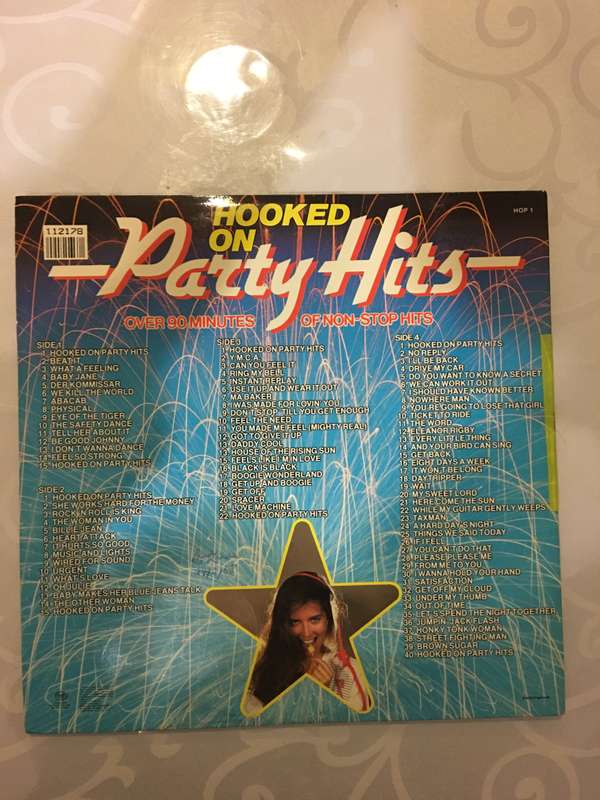 HOOKED
ON
Party Hits
OVER 90 MINUTES OF NON-STOP HITS
112178
HOP 1
SIDE 1
1. HOOKED ON PARTY HITS
2. BEAT IT
3. WHAT A FEELING
4. BABY JANE
5. DER KOMMISSAR
6. WE KILL THE WORLD
7. ABACAB
8. PHYSICAL
9. EYE OF THE TIGER
10. THE SAFETY DANCE
11. TELL HER ABOUT IT
12. BE GOOD JOHNNY
13. I DON'T WANNA DANCE
14. FEEL SO STRONG
15. HOOKED ON PARTY HITS
SIDE 2
1. HOOKED ON PARTY HITS
2. SHE WORKS HARD FOR THE MONEY
3. ROCK N ROLL IS KING
4. THE WOMAN IN YOU
5. BILLIE JEAN
6. HEART ATTACK
7. IT HURTS SO GOOD
8. MUSIC AND LIGHTS
9. WIRED FOR SOUND
10. URGENT
11. WHAT'S LOVE
12. OH JULIE
13. BABY MAKES HER BLUE JEANS TALK
14. THE OTHER WOMAN
15. HOOKED ON PARTY HITS
SIDE 3
1. HOOKED ON PARTY HITS
2. Y.M.C.A.
3. CAN YOU FEEL IT
4. RING MY BELL
5. INSTANT REPLAY
6. USE IT UP AND WEAR IT OUT
7. MA BAKER
8. I WAS MADE FOR LOVIN' YOU
9. DON'T STOP TILL YOU GET ENOUGH
10. FEEL THE NEED
11. YOU MADE ME FEEL (MIGHTY REAL)
12. GOT TO GIVE IT UP
13. DADDY COOL
14. HOUSE OF THE RISING SUN
15. FEELS LIKE I'M IN LOVE
16. BLACK IS BLACK
17. BOOGIE WONDERLAND
18. GET UP AND BOOGIE
19. GET OFF
20. SPACER
21. LOVE MACHINE
22. HOOKED ON PARTY HITS
SIDE 4
1. HOOKED ON PARTY HITS
2. NO REPLY
3. I'LL BE BACK
4. DRIVE MY CAR
5. DO YOU WANT TO KNOW A SECRET
6. WE CAN WORK IT OUT
7. I SHOULD HAVE KNOWN BETTER
8. NOWHERE MAN
9. YOU'RE GOING TO LOSE THAT GIRL
10. TICKET TO RIDE
11. THE WORD
12. ELEANOR RIGBY
13. EVERY LITTLE THING
14. AND YOUR BIRD CAN SING
15. GET BACK
16. EIGHT DAYS A WEEK
17. IT WON'T BE LONG
18. DAY TRIPPER
19. WAIT
20. MY SWEET LORD
21. HERE COME THE SUN
22. WHILE MY GUITAR GENTLY WEEPS
23. TAXMAN
24. A HARD DAY'S NIGHT
25. THINGS WE SAID TODAY
26. IF I FELL
27. YOU CAN'T DO THAT
28. PLEASE PLEASE ME
29. FROM ME TO YOU
30. I WANNA HOLD YOUR HAND
31. SATISFACTION
32. GET OFF MY CLOUD
33. UNDER MY THUMB
34. OUT OF TIME
35. LET'S SPEND THE NIGHT TOGETHER
36. JUMPIN' JACK FLASH
37. HONKY TONK WOMAN
38. STREET FIGHTING MAN
39. BROWN SUGAR
40. HOOKED ON PARTY HITS